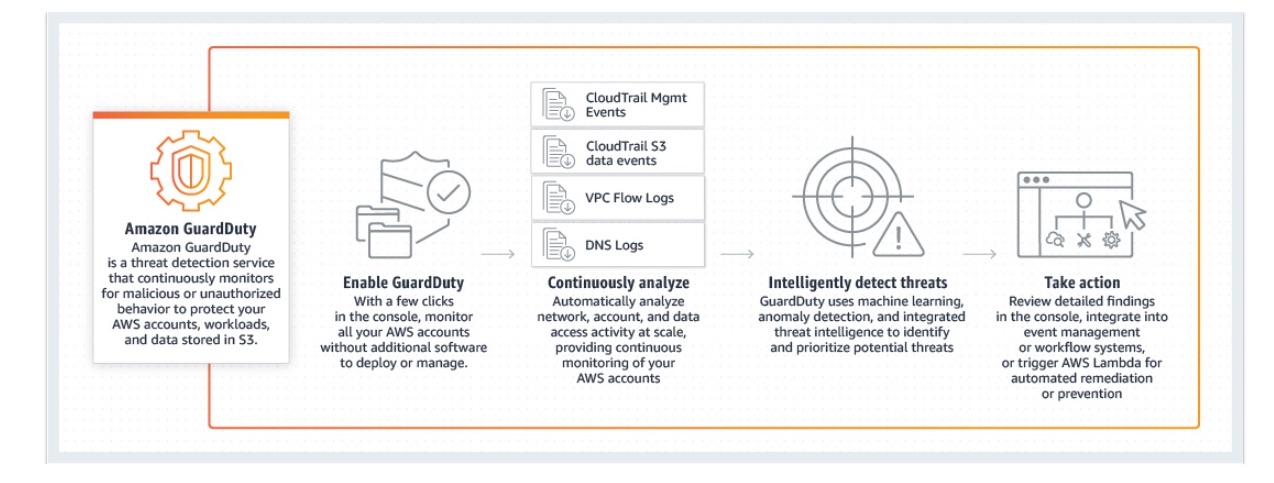 Amazon GuardDuty
Amazon GuardDuty
is a threat detection service
that continuously monitors
for malicious or unauthorized
behavior to protect your
AWS accounts, workloads,
and data stored in S3.
Enable GuardDuty
With a few clicks
in the console, monitor
all your AWS accounts
without additional software
to deploy or manage.
CloudTrail Mgmt
Events
CloudTrail S3
data events
VPC Flow Logs
DNS Logs
Continuously analyze
Automatically analyze
network, account, and data
access activity at scale,
providing continuous
monitoring of your
AWS accounts
Intelligently detect threats
GuardDuty uses machine learning,
anomaly detection, and integrated
threat intelligence to identify
and prioritize potential threats
Take action
Review detailed findings
in the console, integrate into
event management
or workflow systems,
or trigger AWS Lambda for
automated remediation
or prevention